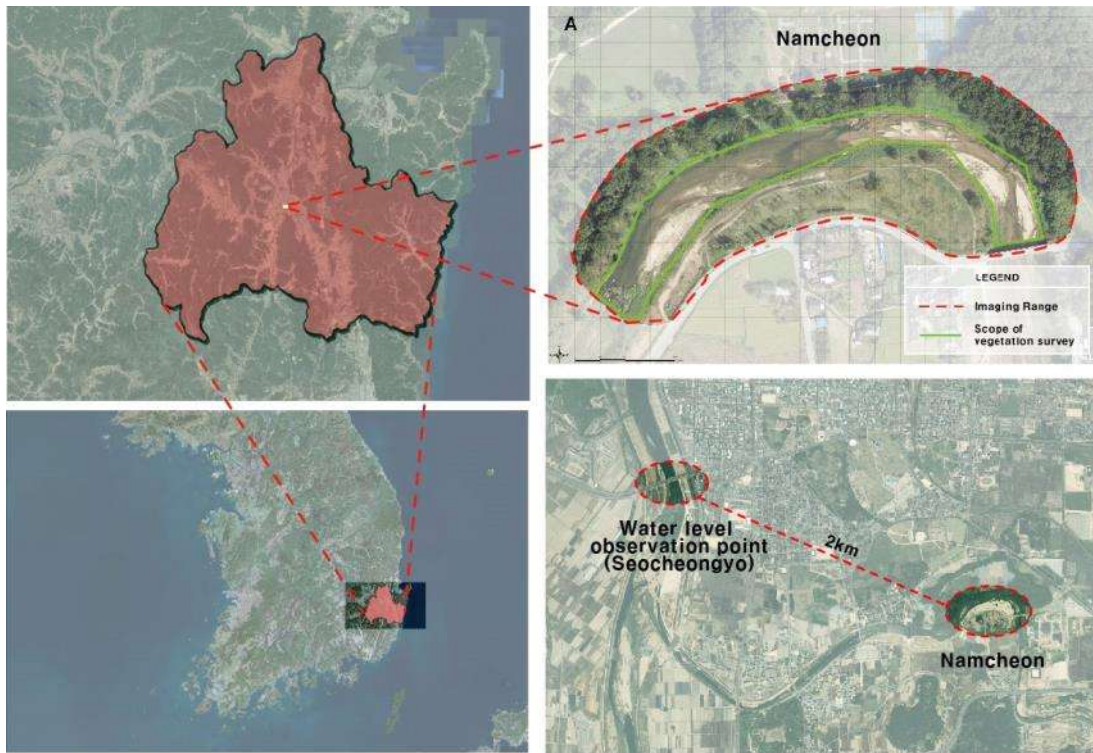 A
Namcheon
LEGEND
Imaging Range
Scope of
vegetation survey
Water level
observation point
(Seocheongyo)
2km
Namcheon